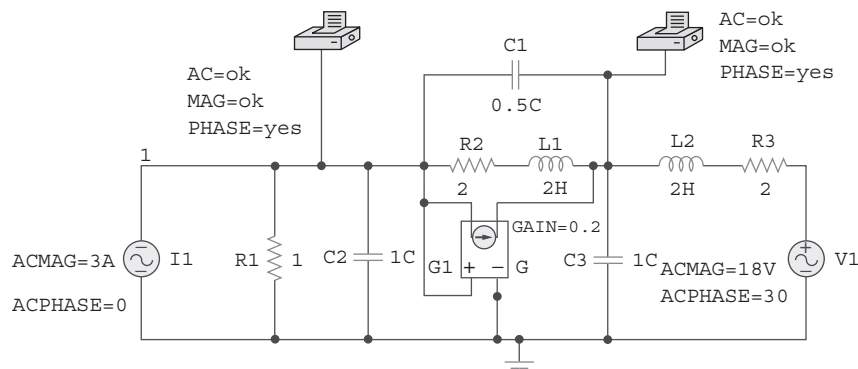 AC=ok
MAG=ok
PHASE=yes
AC=ok
MAG=ok
PHASE=yes
C1
0.5C
1
R2
2
L1
2H
L2
2H
R3
2
ACMAG=3A
I1
ACPHASE=0
R1
1
C2
1C
GAIN=0.2
G1
+
−
G
C3
1C
ACMAG=18V
ACPHASE=30
V1